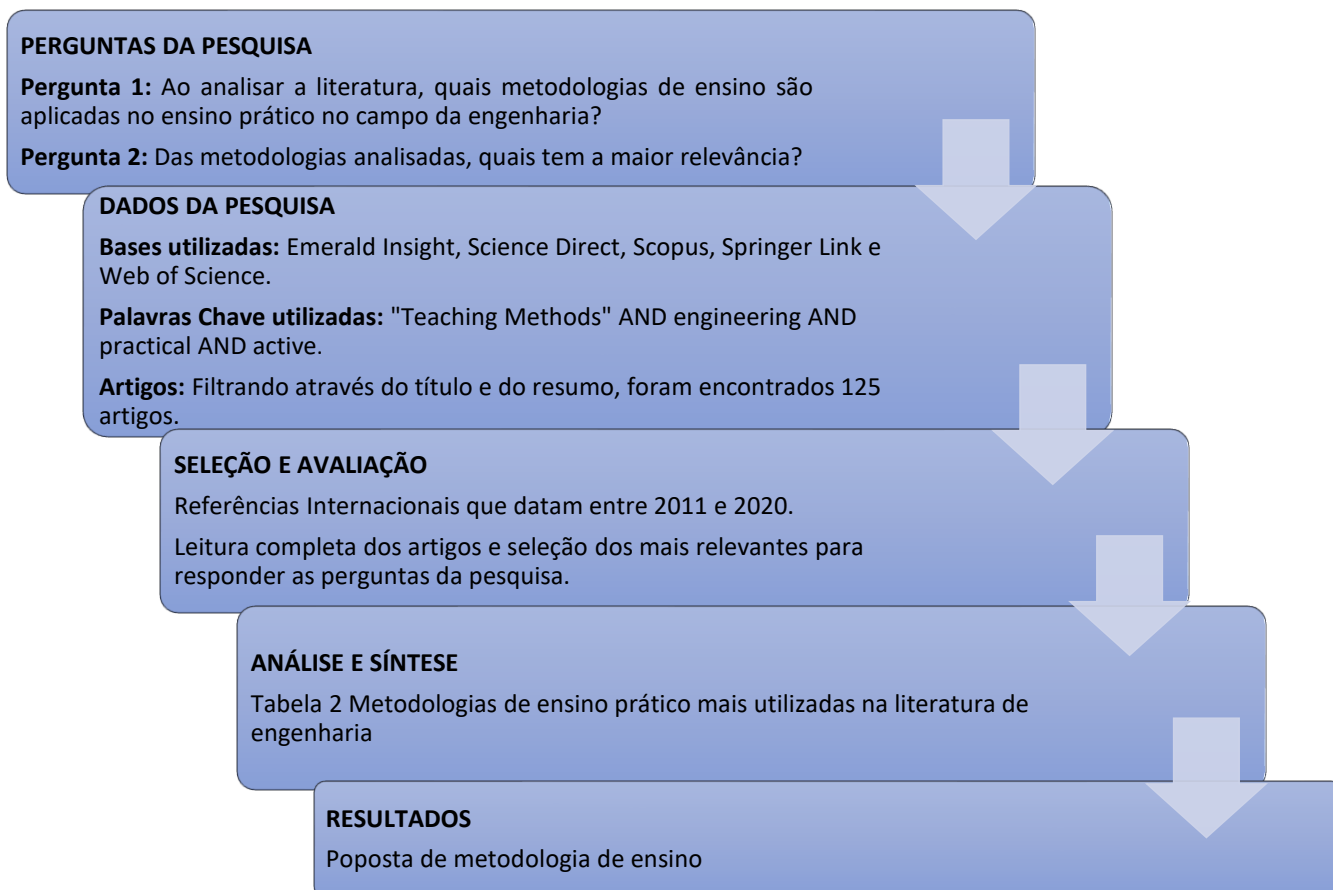 PERGUNTAS DA PESQUISA
Pergunta 1: Ao analisar a literatura, quais metodologias de ensino são
aplicadas no ensino prático no campo da engenharia?
Pergunta 2: Das metodologias analisadas, quais tem a maior relevância?
DADOS DA PESQUISA
Bases utilizadas: Emerald Insight, Science Direct, Scopus, Springer Link e
Web of Science.
Palavras Chave utilizadas: "Teaching Methods" AND engineering AND
practical AND active.
Artigos: Filtrando através do título e do resumo, foram encontrados 125
artigos.
SELEÇÃO E AVALIAÇÃO
Referências Internacionais que datam entre 2011 e 2020.
Leitura completa dos artigos e seleção dos mais relevantes para
responder as perguntas da pesquisa.
ANÁLISE E SÍNTESE
Tabela 2 Metodologias de ensino prático mais utilizadas na literatura de
engenharia
RESULTADOS
Poposta de metodologia de ensino